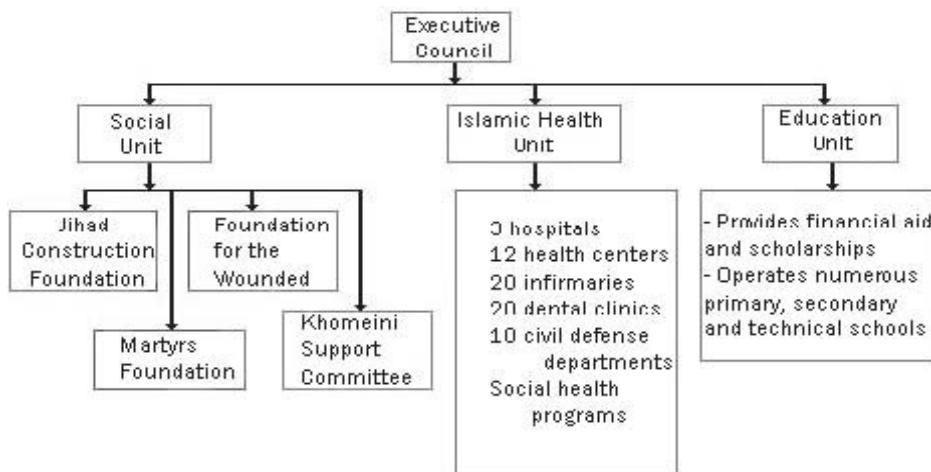 Executive
Council
Social
Unit
Islamic Health
Unit
Education
Unit
Jihad
Construction
Foundation
Foundation
for the
Wounded
Martyrs
Foundation
Khomeini
Support
Committee
hospitals
12 health centers
20 infirmaries
20 dental clinics
10 civil defense
departments
Social health
programs
- Provides financial aid
and scholarships
- Operates numerous
primary, secondary
and technical schools